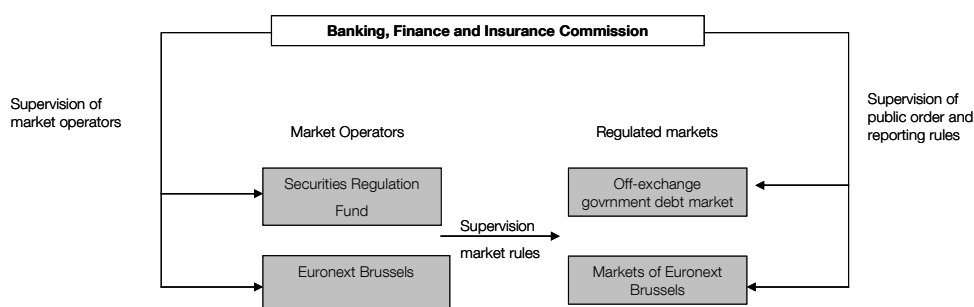 Banking, Finance and Insurance Commission
Supervision of
market operators
Supervision of
public order and
reporting rules
Market Operators
Regulated markets
Securities Regulation
Fund
Off-exchange
govrnment debt market
Supervision
market rules
Euronext Brussels
Markets of Euronext
Brussels